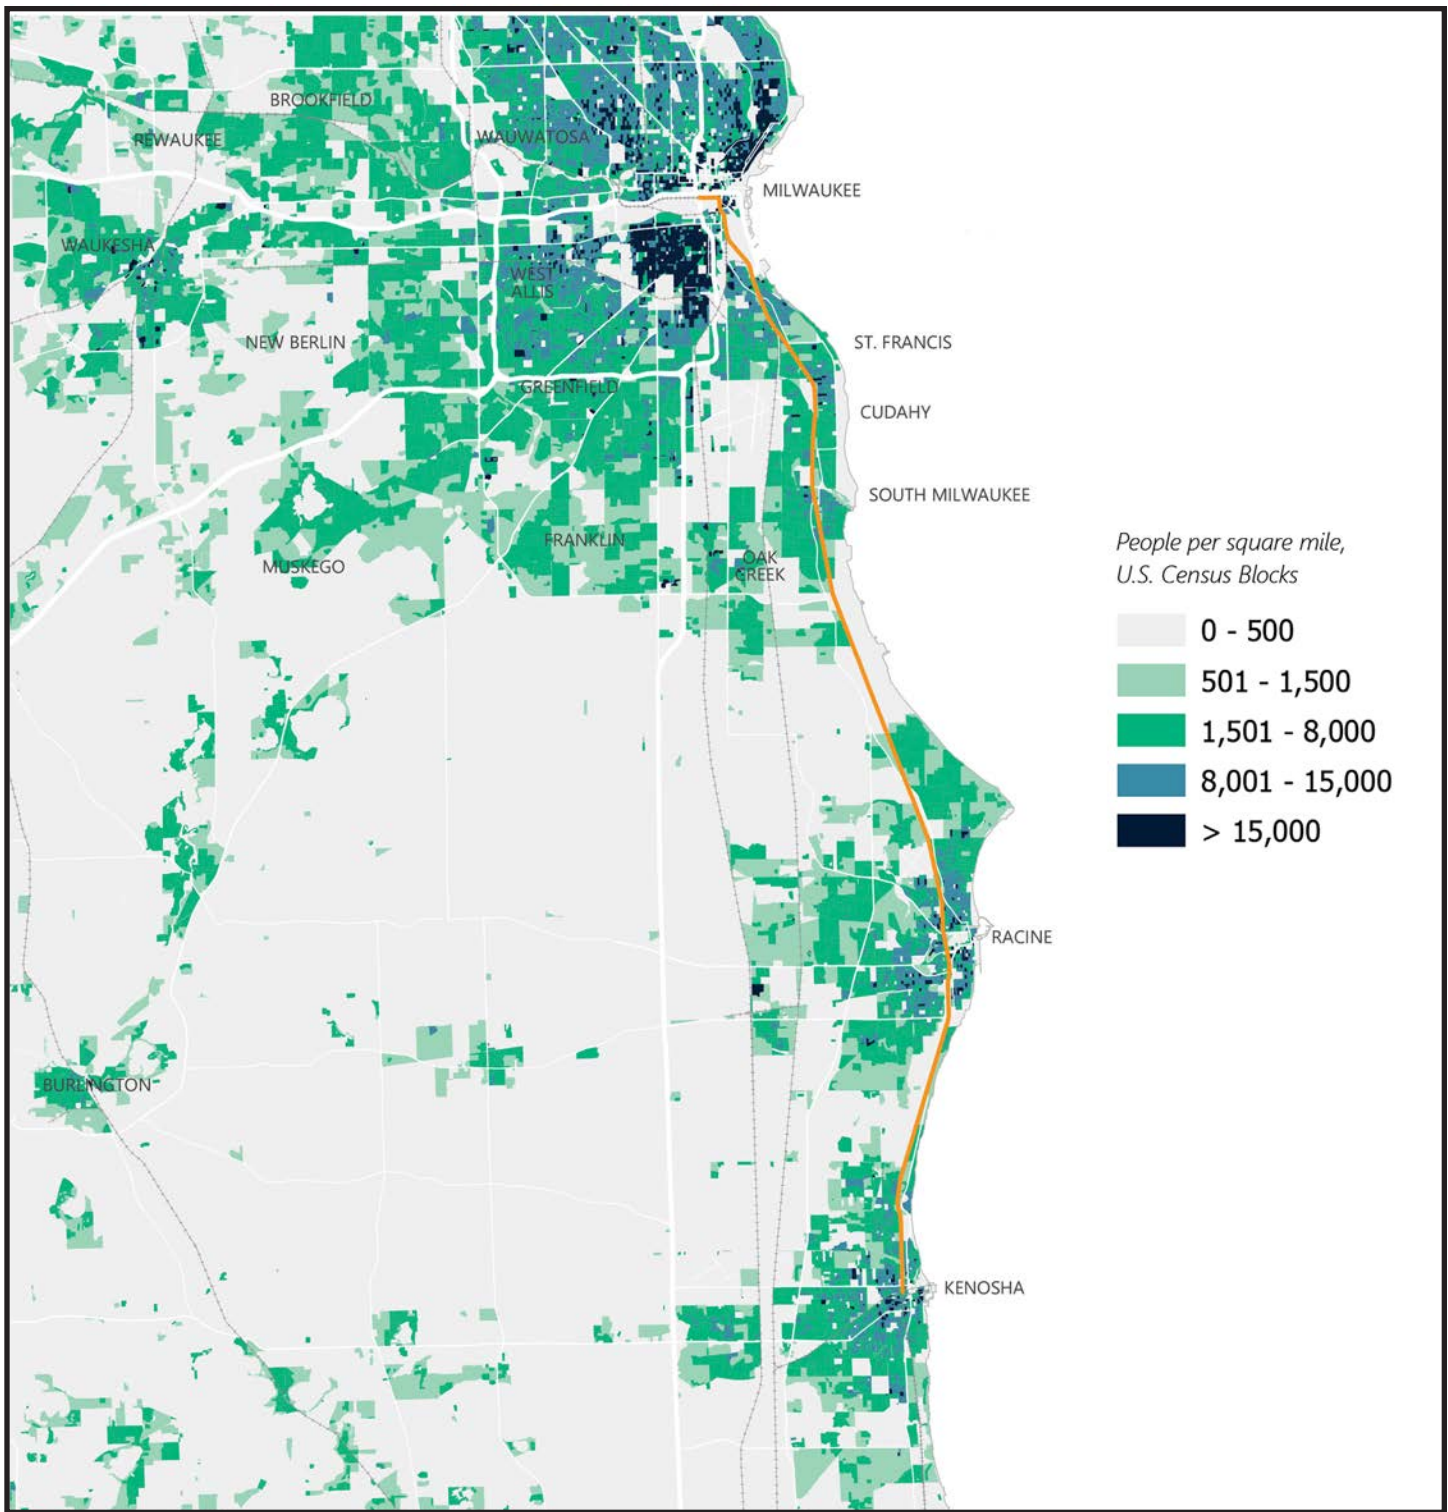 BROOKFIELD
REWAUKEE
WAUWATOSA
MILWAUKEE
WAUKESHA
WEST
ALLIS
NEW BERLIN
ST. FRANCIS
GREENFIELD
CUDAHY
SOUTH MILWAUKEE
FRANKLIN
MUSKEGO
OAK
CREEK
People per square mile,
U.S. Census Blocks
0 - 500
501 - 1,500
1,501 - 8,000
8,001 - 15,000
> 15,000
RACINE
BURLINGTON
KENOSHA